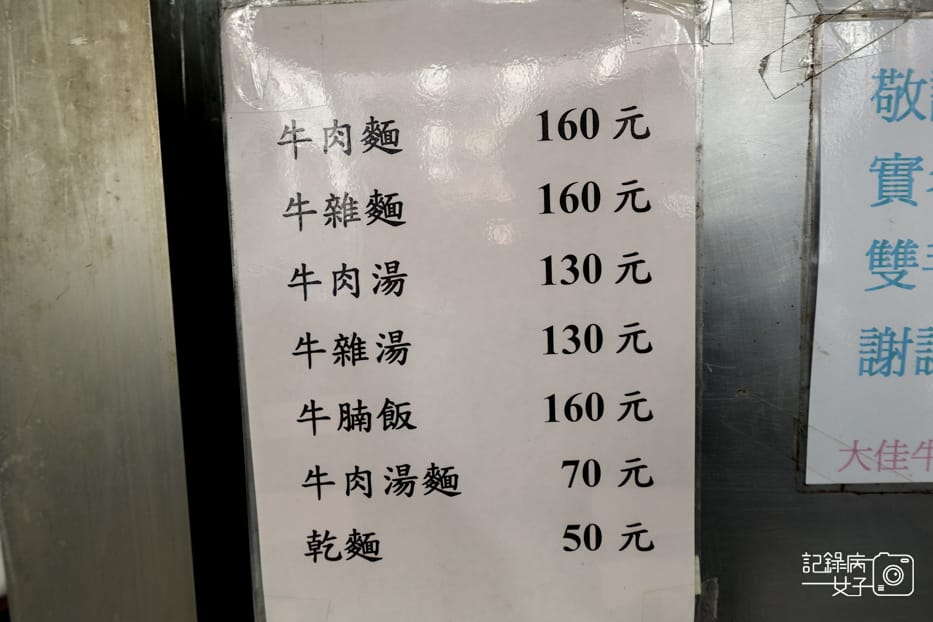 牛肉麵 160 元
牛雜麵 160 元
牛肉湯 130 元
牛雜湯 130 元
牛腩飯 160 元
牛肉湯麵 70 元
乾麵 50 元
敬
實
雙
謝
大佳牛
記錄病
女子